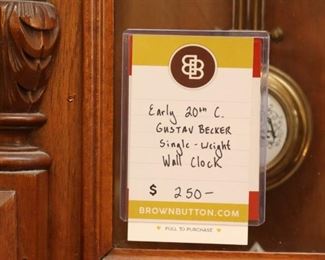 BB
Early 20th C.
GUSTAV BECKER
Single-Weight
Wall Clock
$ 250—
BROWNBUTTON.COM
PULL TO PURCHASE